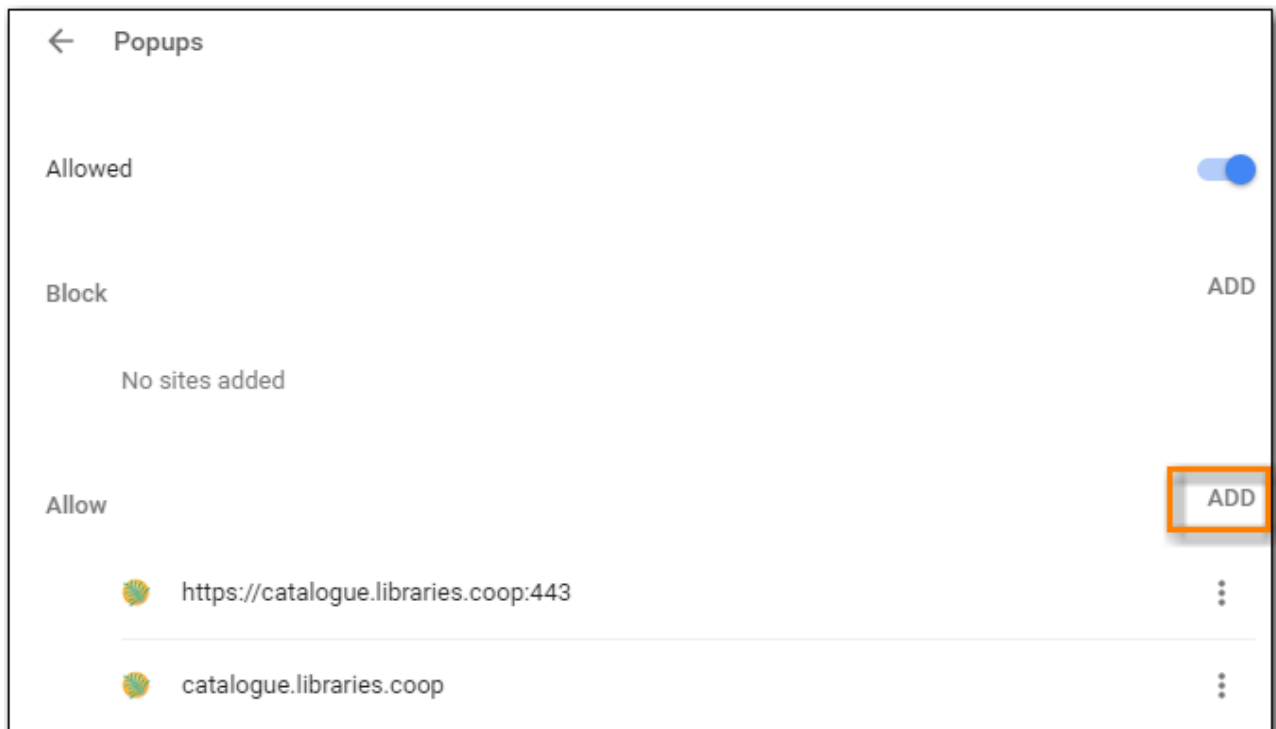 Popups
Allowed
Block ADD
No sites added
Allow ADD
https://catalogue.libraries.coop:443
catalogue.libraries.coop